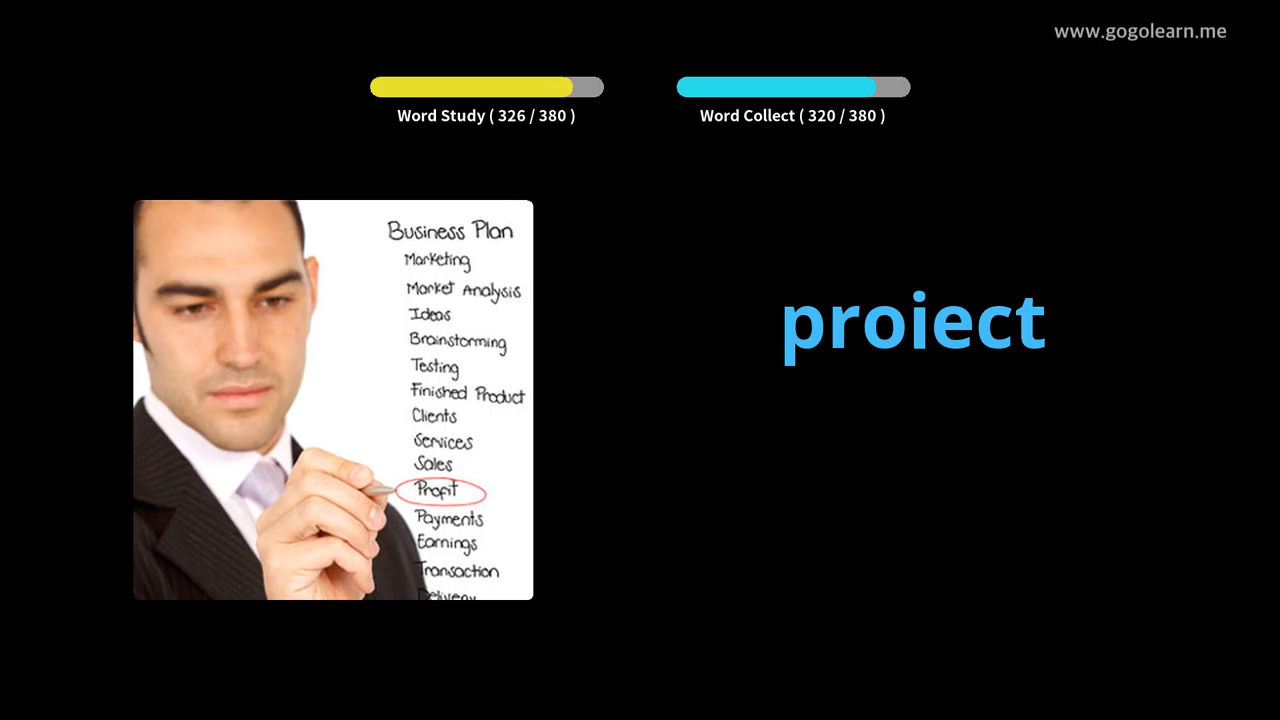 www.gogolearn.me
Word Study ( 326 / 380 )
Word Collect ( 320 / 380 )
Business Plan
Marketing
Market Analysis
Ideas
Brainstorming
Testing
Finished Product
Clients
Services
Sales
Profit
Payments
Earnings
Transaction
Delivery
proiect